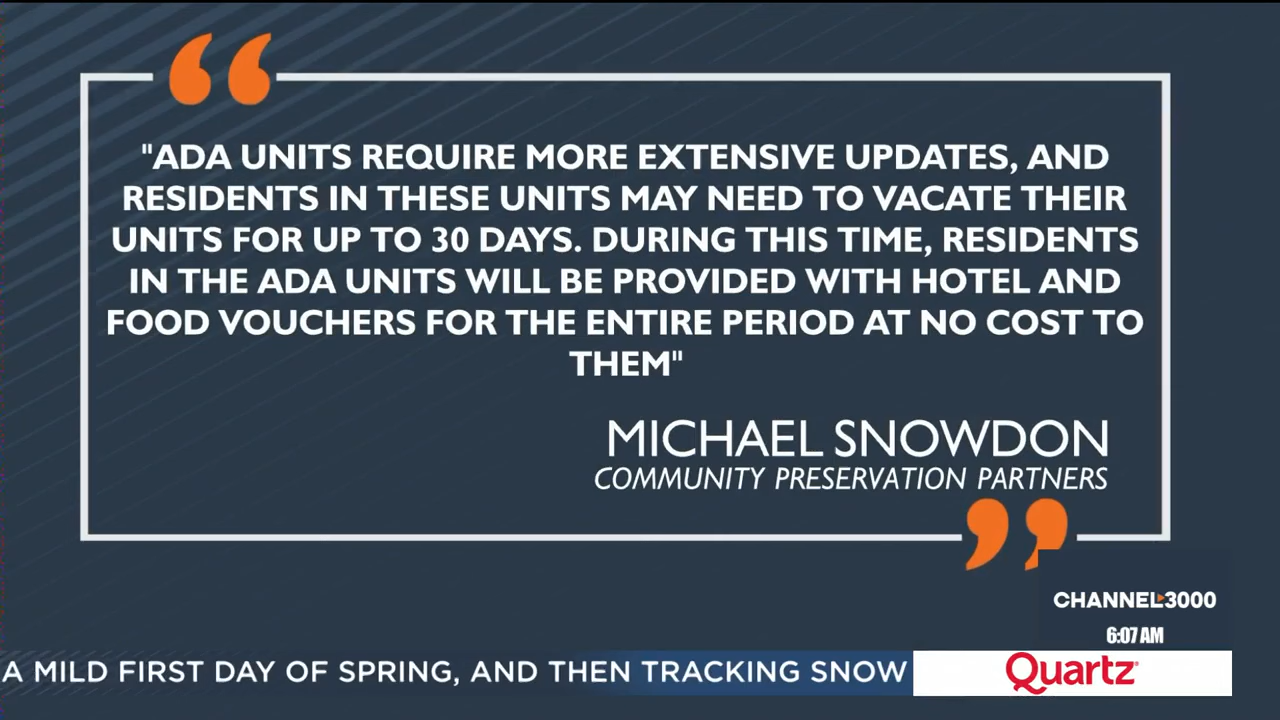 "ADA UNITS REQUIRE MORE EXTENSIVE UPDATES, AND
RESIDENTS IN THESE UNITS MAY NEED TO VACATE THEIR
UNITS FOR UP TO 30 DAYS. DURING THIS TIME, RESIDENTS
IN THE ADA UNITS WILL BE PROVIDED WITH HOTEL AND
FOOD VOUCHERS FOR THE ENTIRE PERIOD AT NO COST TO
THEM"
MICHAEL SNOWDON
COMMUNITY PRESERVATION PARTNERS
CHANNEL3000
6:07 AM
A MILD FIRST DAY OF SPRING, AND THEN TRACKING SNOW
Quartz